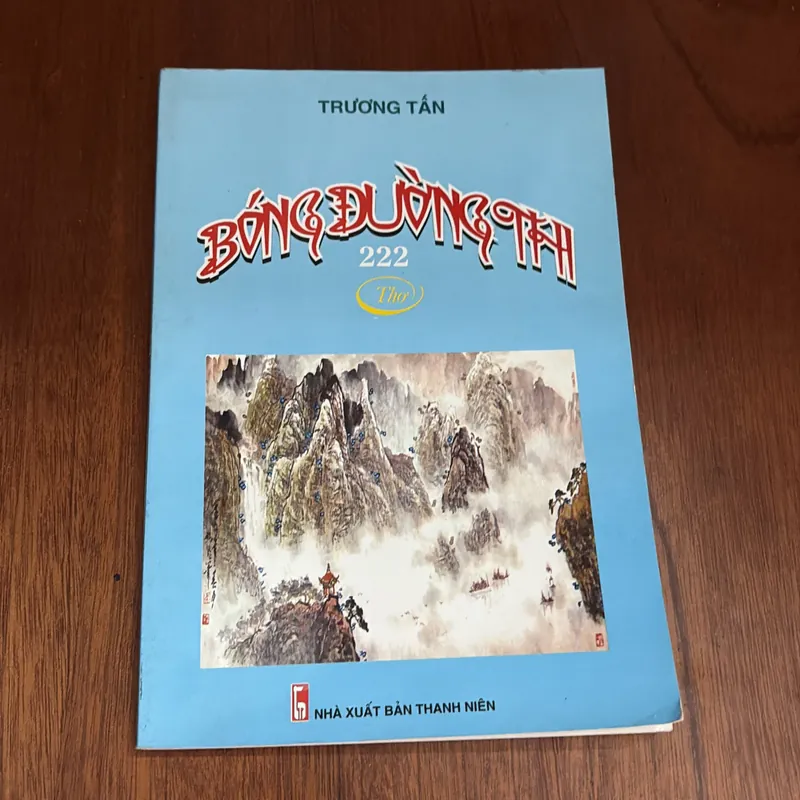 TRƯƠNG TẤN
BÓNG ĐƯỜNG THI
222
Thơ
NHÀ XUẤT BẢN THANH NIÊN